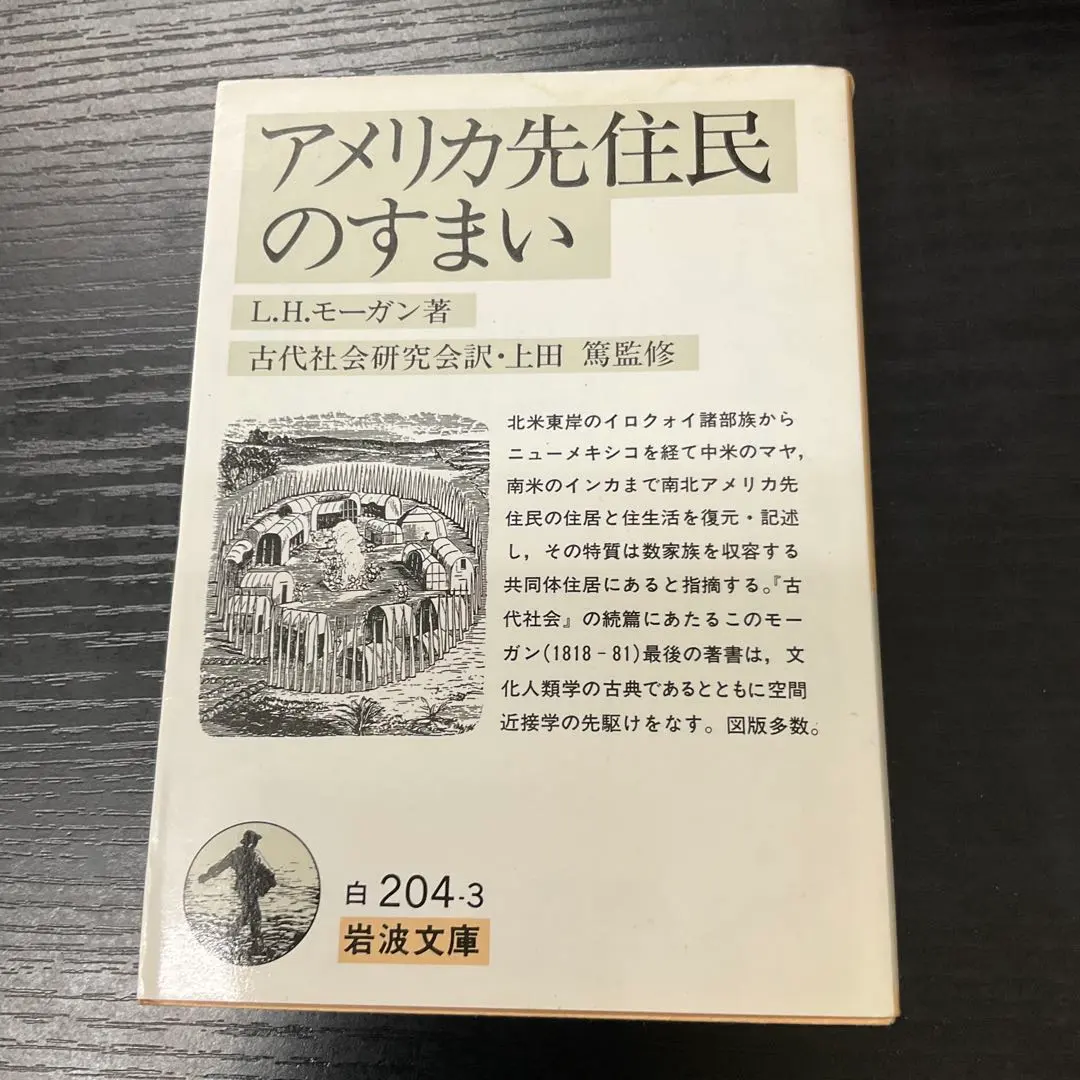 アメリカ先住民
のすまい
L.H.モーガン著
古代社会研究会訳・上田 篤監修
北米東岸のイロクォイ諸部族から
ニューメキシコを経て中米のマヤ,
南米のインカまで南北アメリカ先
住民の住居と住生活を復元・記述
し,その特質は数家族を収容する
共同体住居にあると指摘する。『古
代社会』の続篇にあたるこのモー
ガン(1818‐81)最後の著書は,文
化人類学の古典であるとともに空間
近接学の先駆けをなす。図版多数。
白 204-3
岩波文庫